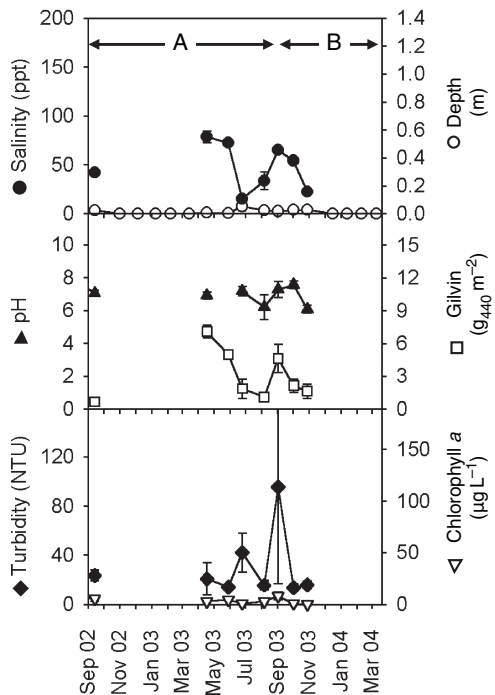 200
150
100
50
0
● Salinity (ppt)
A
B
1.4
1.2
1.0
0.8
0.6
0.4
0.2
0.0
○ Depth
(m)
10
8
6
4
2
0
▲ pH
15
12
9
6
3
0
□ Gilvin
(g440 m–2)
120
80
40
0
◆ Turbidity (NTU)
150
100
50
0
▽ Chlorophyll a
(µg L–1)
Sep 02
Nov 02
Jan 03
Mar 03
May 03
Jul 03
Sep 03
Nov 03
Jan 04
Mar 04